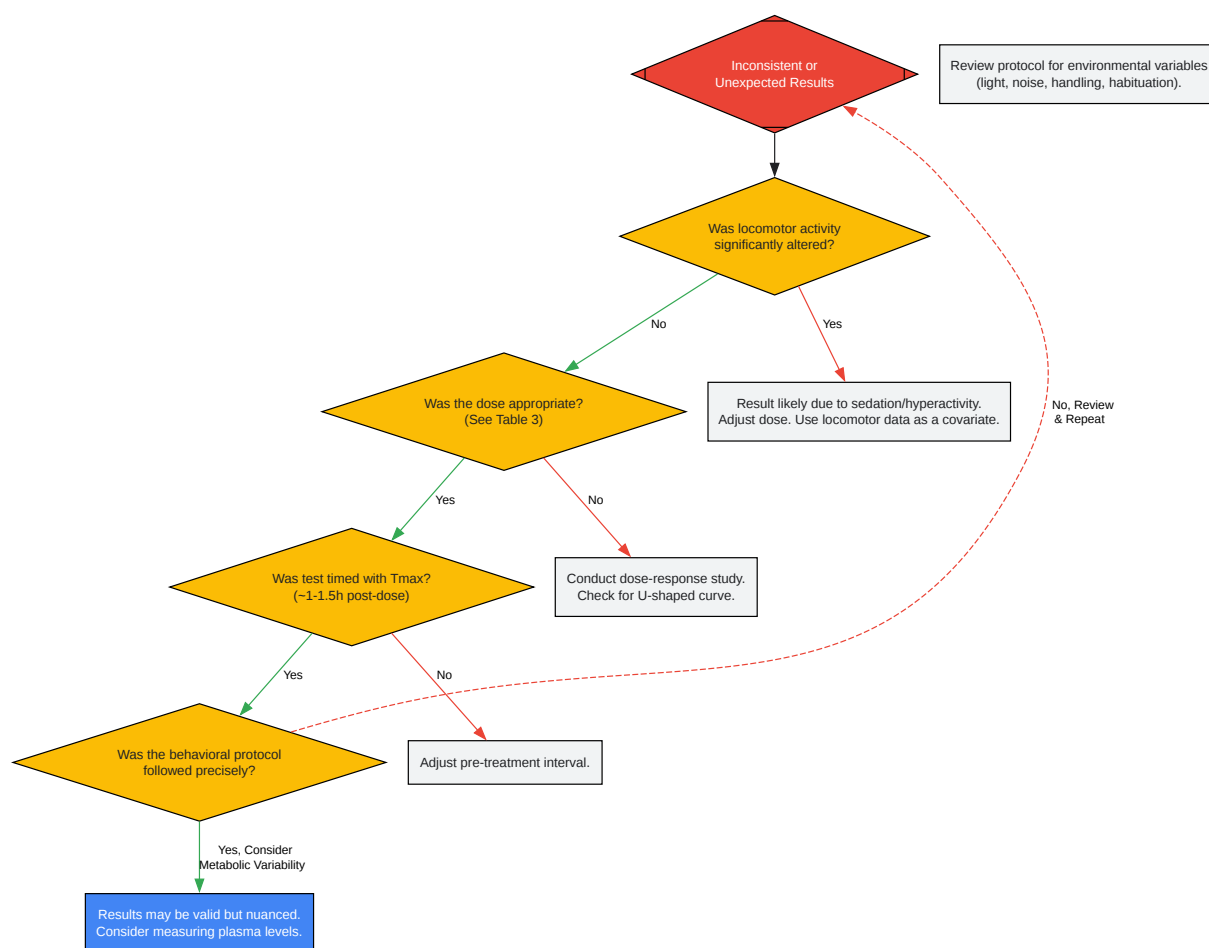 Inconsistent or
Unexpected Results
Review protocol for environmental variables
(light, noise, handling, habituation).
Was locomotor activity
significantly altered?
No
Yes
Was the dose appropriate?
(See Table 3)
Result likely due to sedation/hyperactivity.
Adjust dose. Use locomotor data as a covariate.
No, Review
& Repeat
Yes
No
Was test timed with Tmax?
(~1-1.5h post-dose)
Conduct dose-response study.
Check for U-shaped curve.
Yes
No
Was the behavioral protocol
followed precisely?
Adjust pre-treatment interval.
Yes, Consider
Metabolic Variability
Results may be valid but nuanced.
Consider measuring plasma levels.